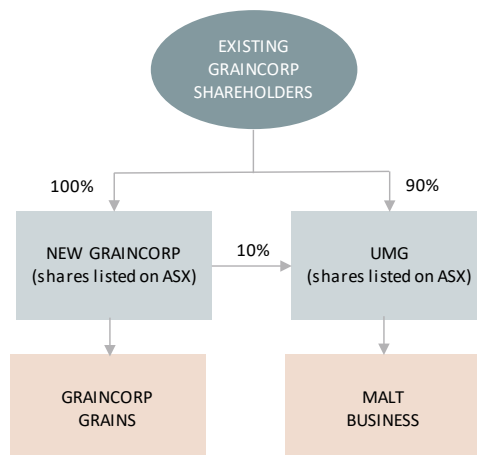 EXISTING
GRAINCORP
SHAREHOLDERS
100%
90%
NEW GRAINCORP
(shares listed on ASX)
10%
UMG
(shares listed on ASX)
GRAINCORP
GRAINS
MALT
BUSINESS